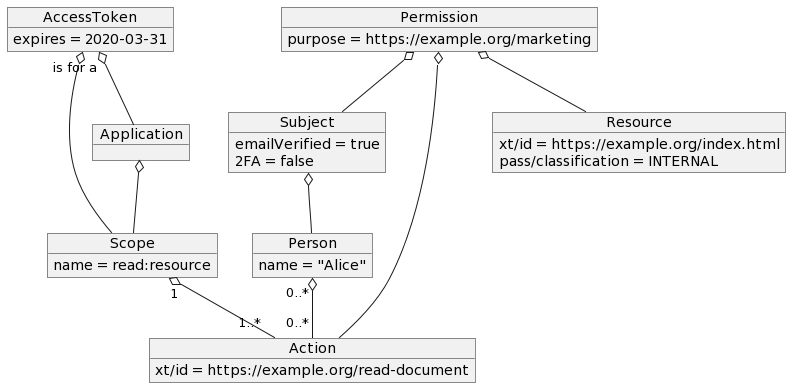 AccessToken
expires = 2020-03-31
Permission
purpose = https://example.org/marketing
is for a
Application
Subject
emailVerified = true
2FA = false
Resource
xt/id = https://example.org/index.html
pass/classification = INTERNAL
Scope
name = read:resource
Person
name = "Alice"
1
0..*
1..*
0..*
Action
xt/id = https://example.org/read-document